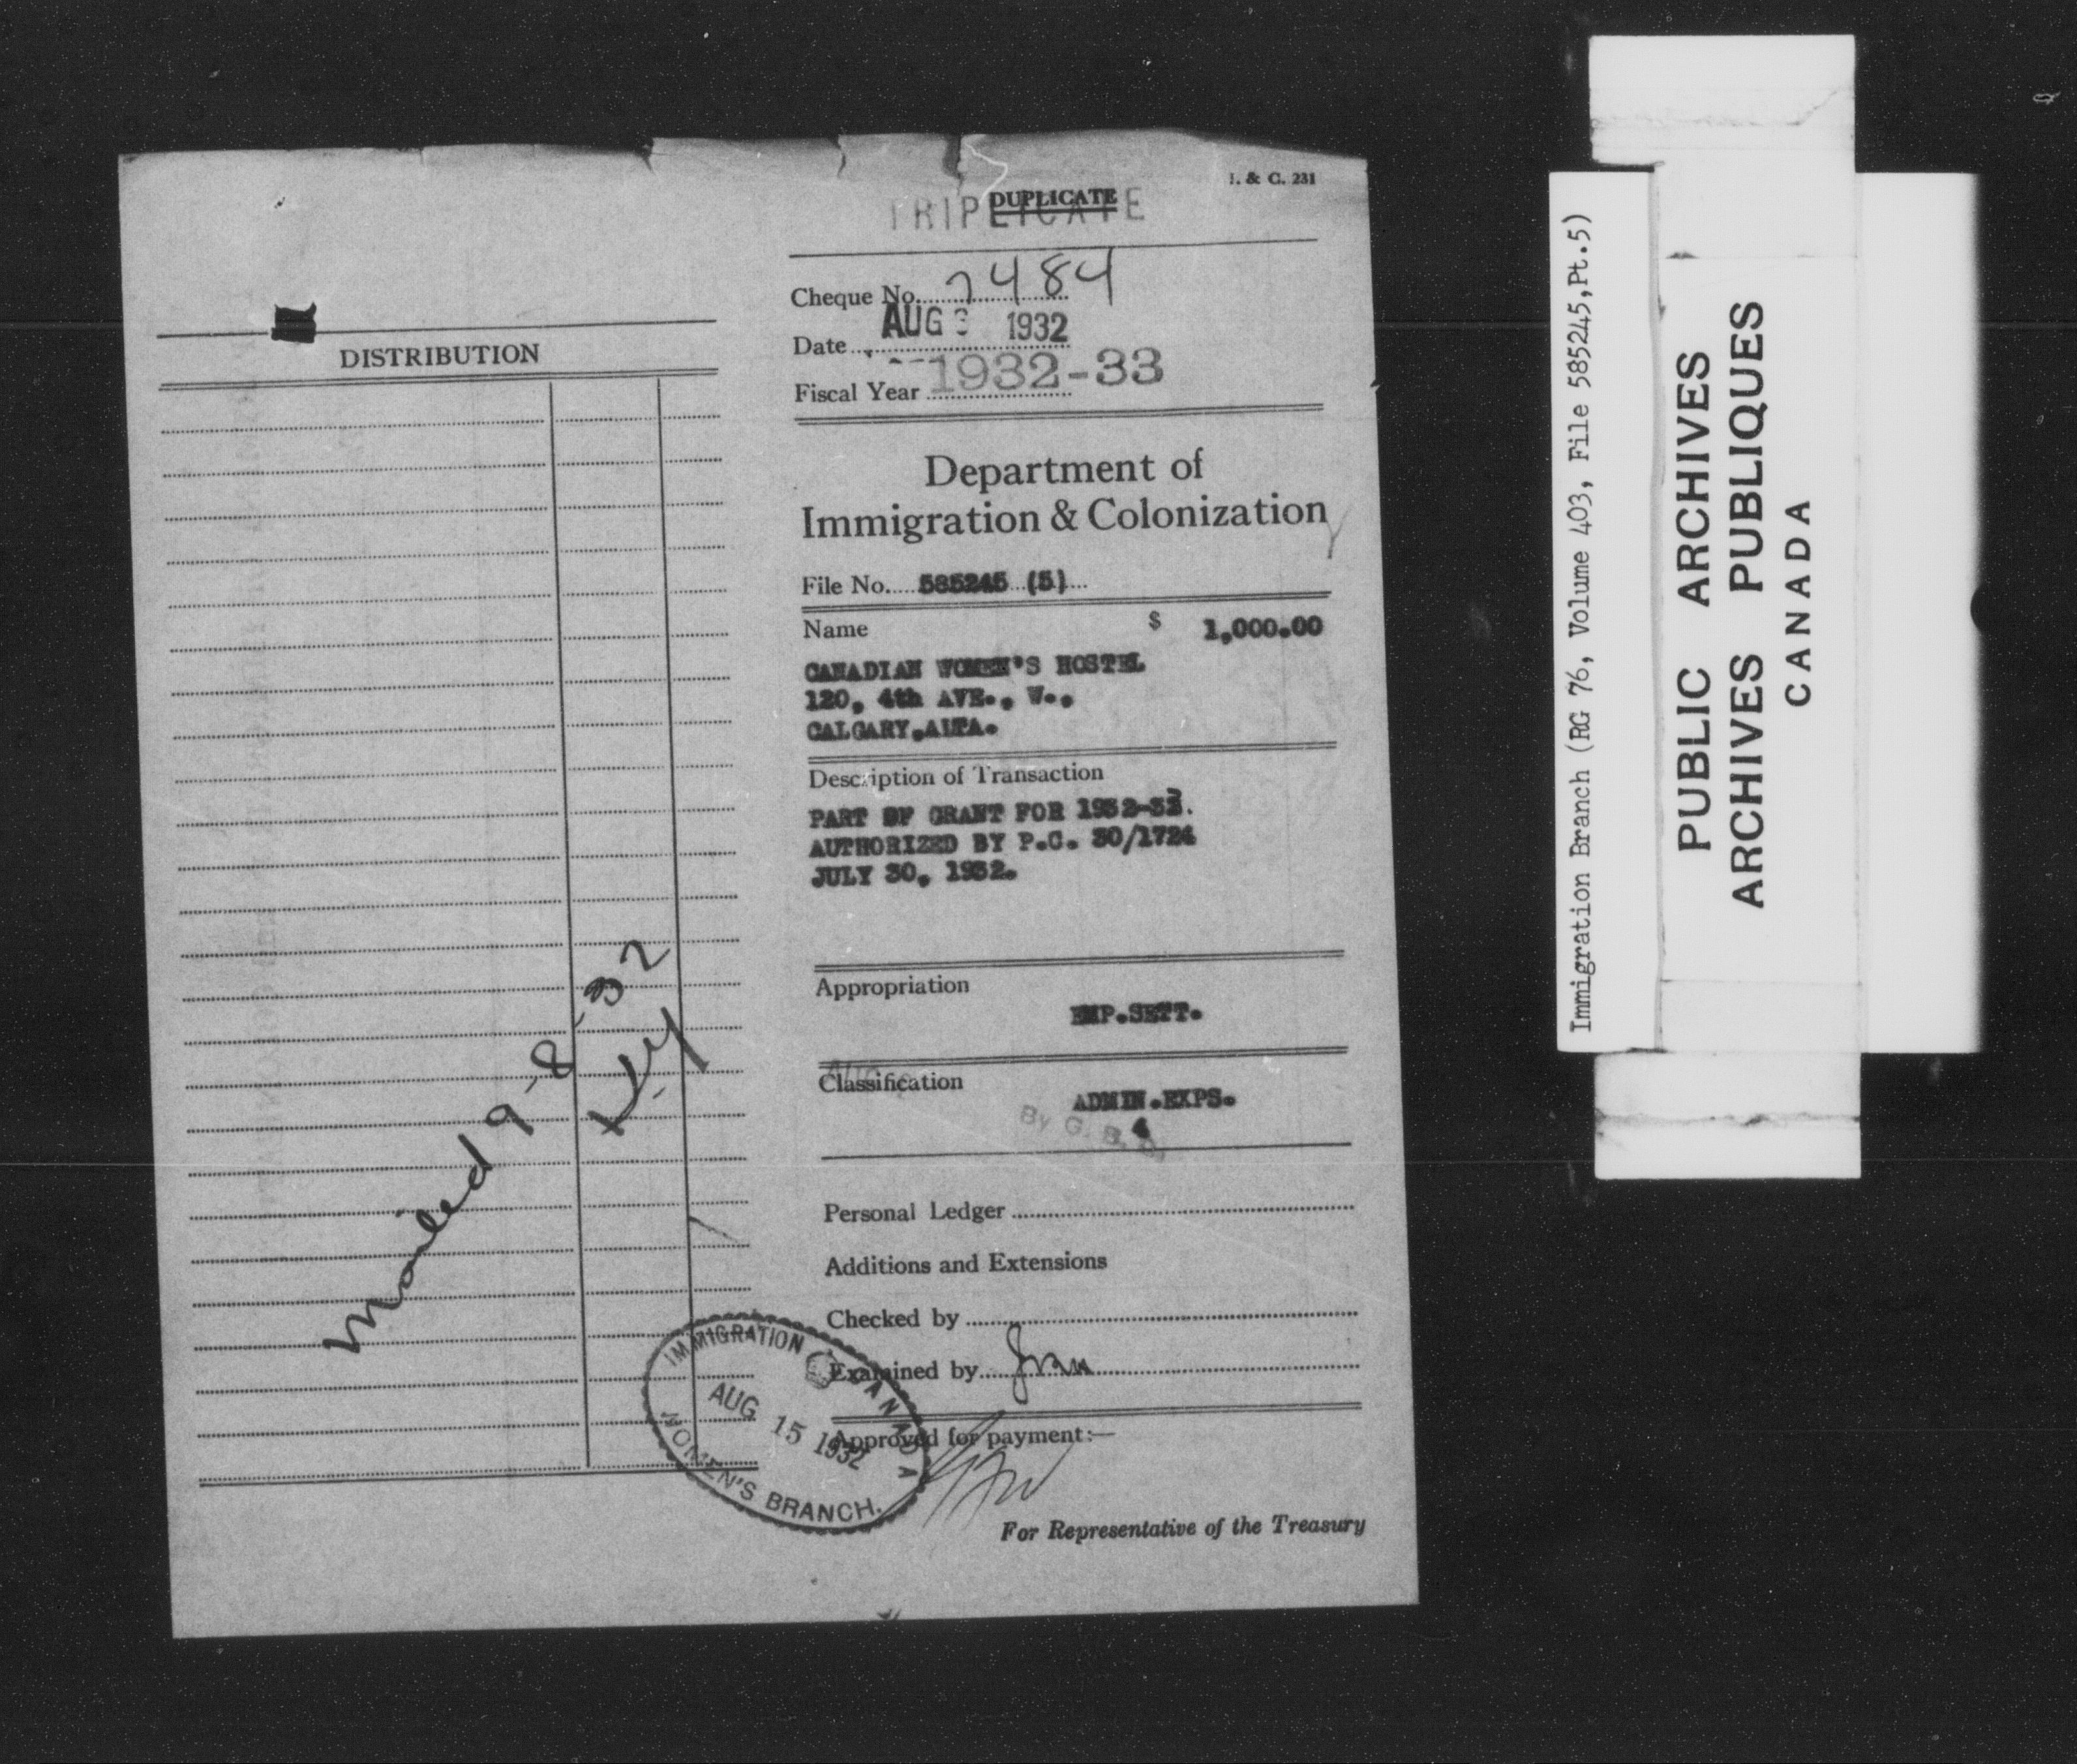 I. & C. 231
DUPLICATE
TRIPLICATE
Cheque No. 7484
Date AUG 1932
Fiscal Year 1932-33
Department of
Immigration & Colonization
File No. 585245 (5)
Name $ 1,000.00
CANADIAN WOMEN'S HOSTEL
120, 4th AVE., W.,
CALGARY, ALTA.
Description of Transaction
PART OF GRANT FOR 1932-33.
AUTHORIZED BY P.C. 30/1724
JULY 30, 1932.
Appropriation
EMP.SETT.
Classification
ADMIN.EXPS.
4
Personal Ledger
Additions and Extensions
Checked by
Examined by
Approved for payment:—
For Representative of the Treasury
DISTRIBUTION
mailed 9-8-32
IMMIGRATION CANADA
AUG 15 1932
WOMEN'S BRANCH.
Immigration Branch (RG 76, Volume 403, File 585245,Pt.5)
PUBLIC ARCHIVES
ARCHIVES PUBLIQUES
CANADA